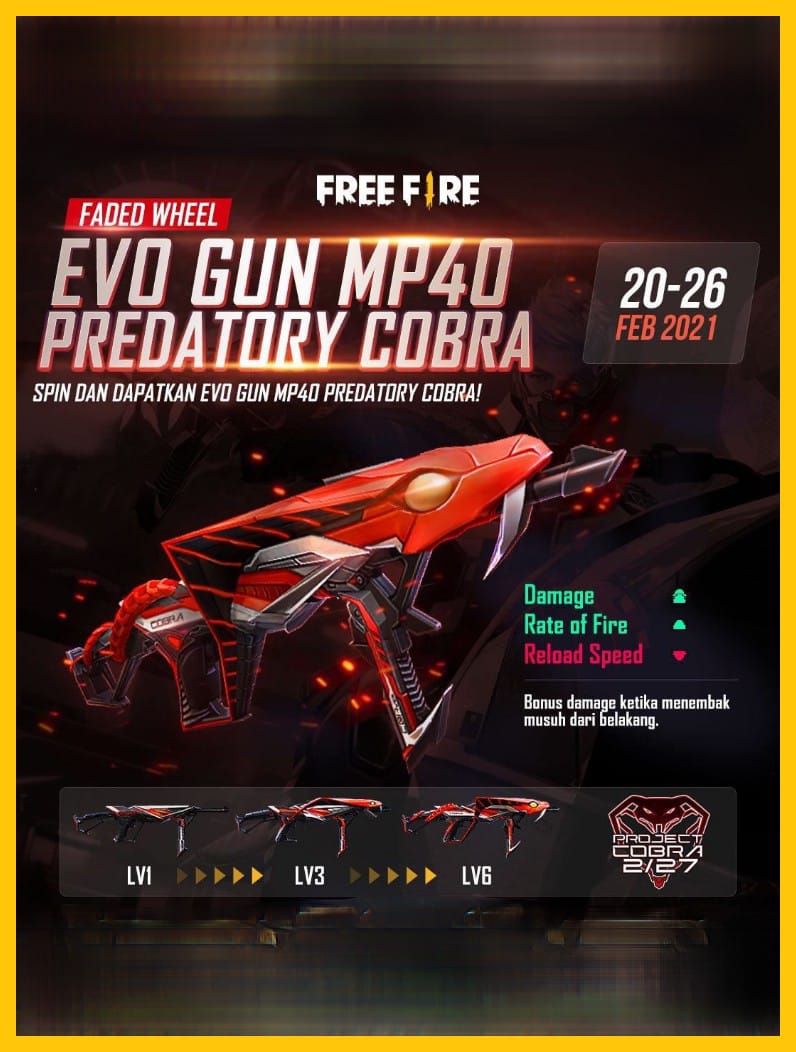 FREE FIRE
FADED WHEEL
EVO GUN MP40
PREDATORY COBRA
SPIN DAN DAPATKAN EVO GUN MP40 PREDATORY COBRA!
20-26
FEB 2021
COBRA
Damage
Rate of Fire
Reload Speed
Bonus damage ketika menembak
musuh dari belakang.
LV1
LV3
LV6
PROJECT
COBRA
2/27